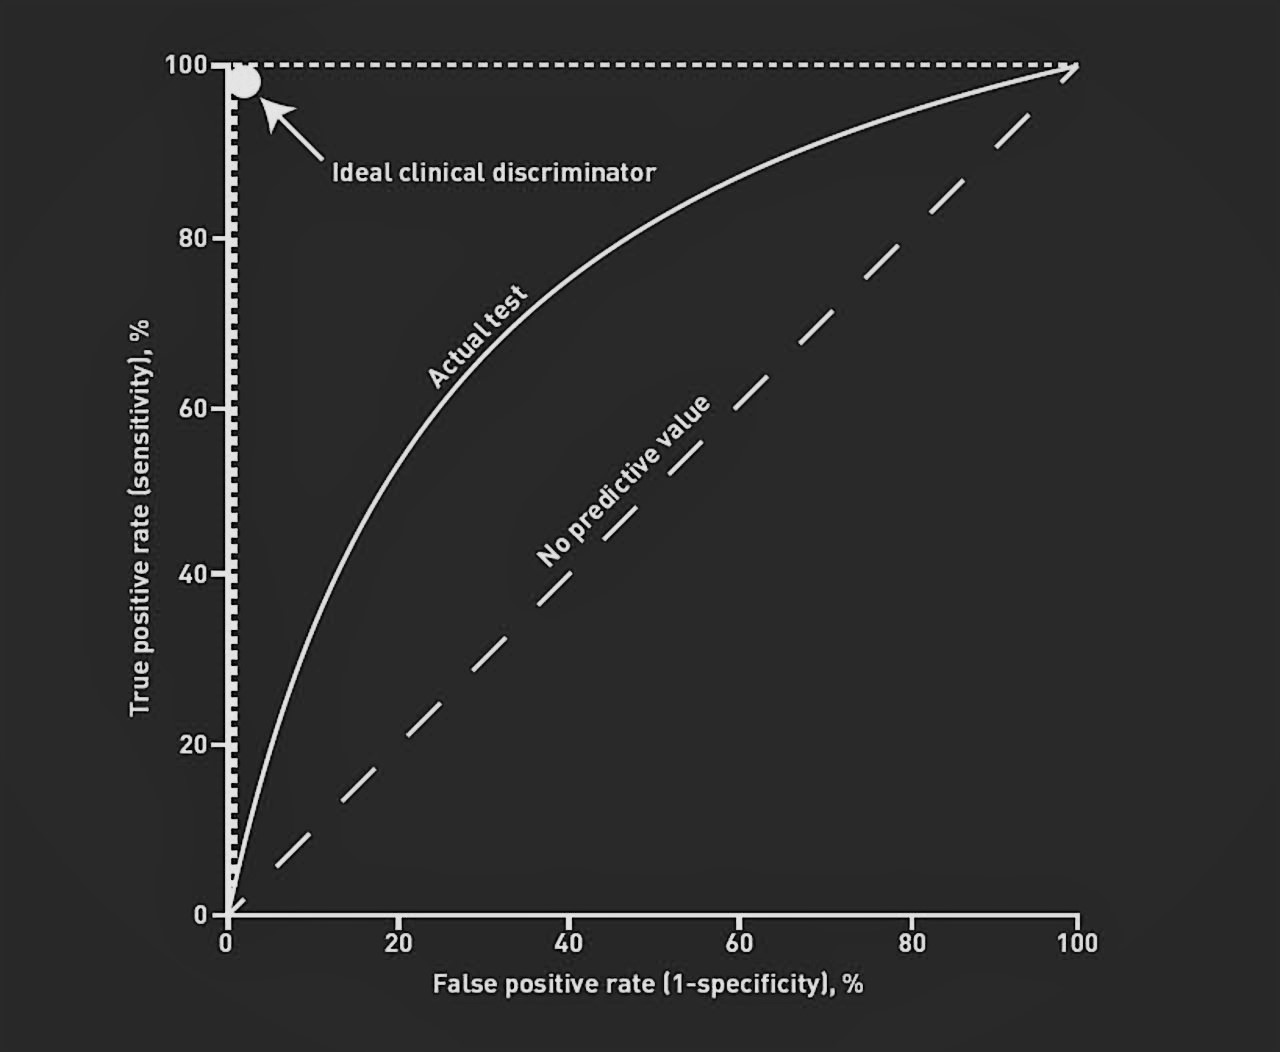 100
Ideal clinical discriminator
80
Actual test
60
No predictive value
40
20
0
True positive rate (sensitivity), %
0 20 40 60 80 100
False positive rate (1-specificity), %